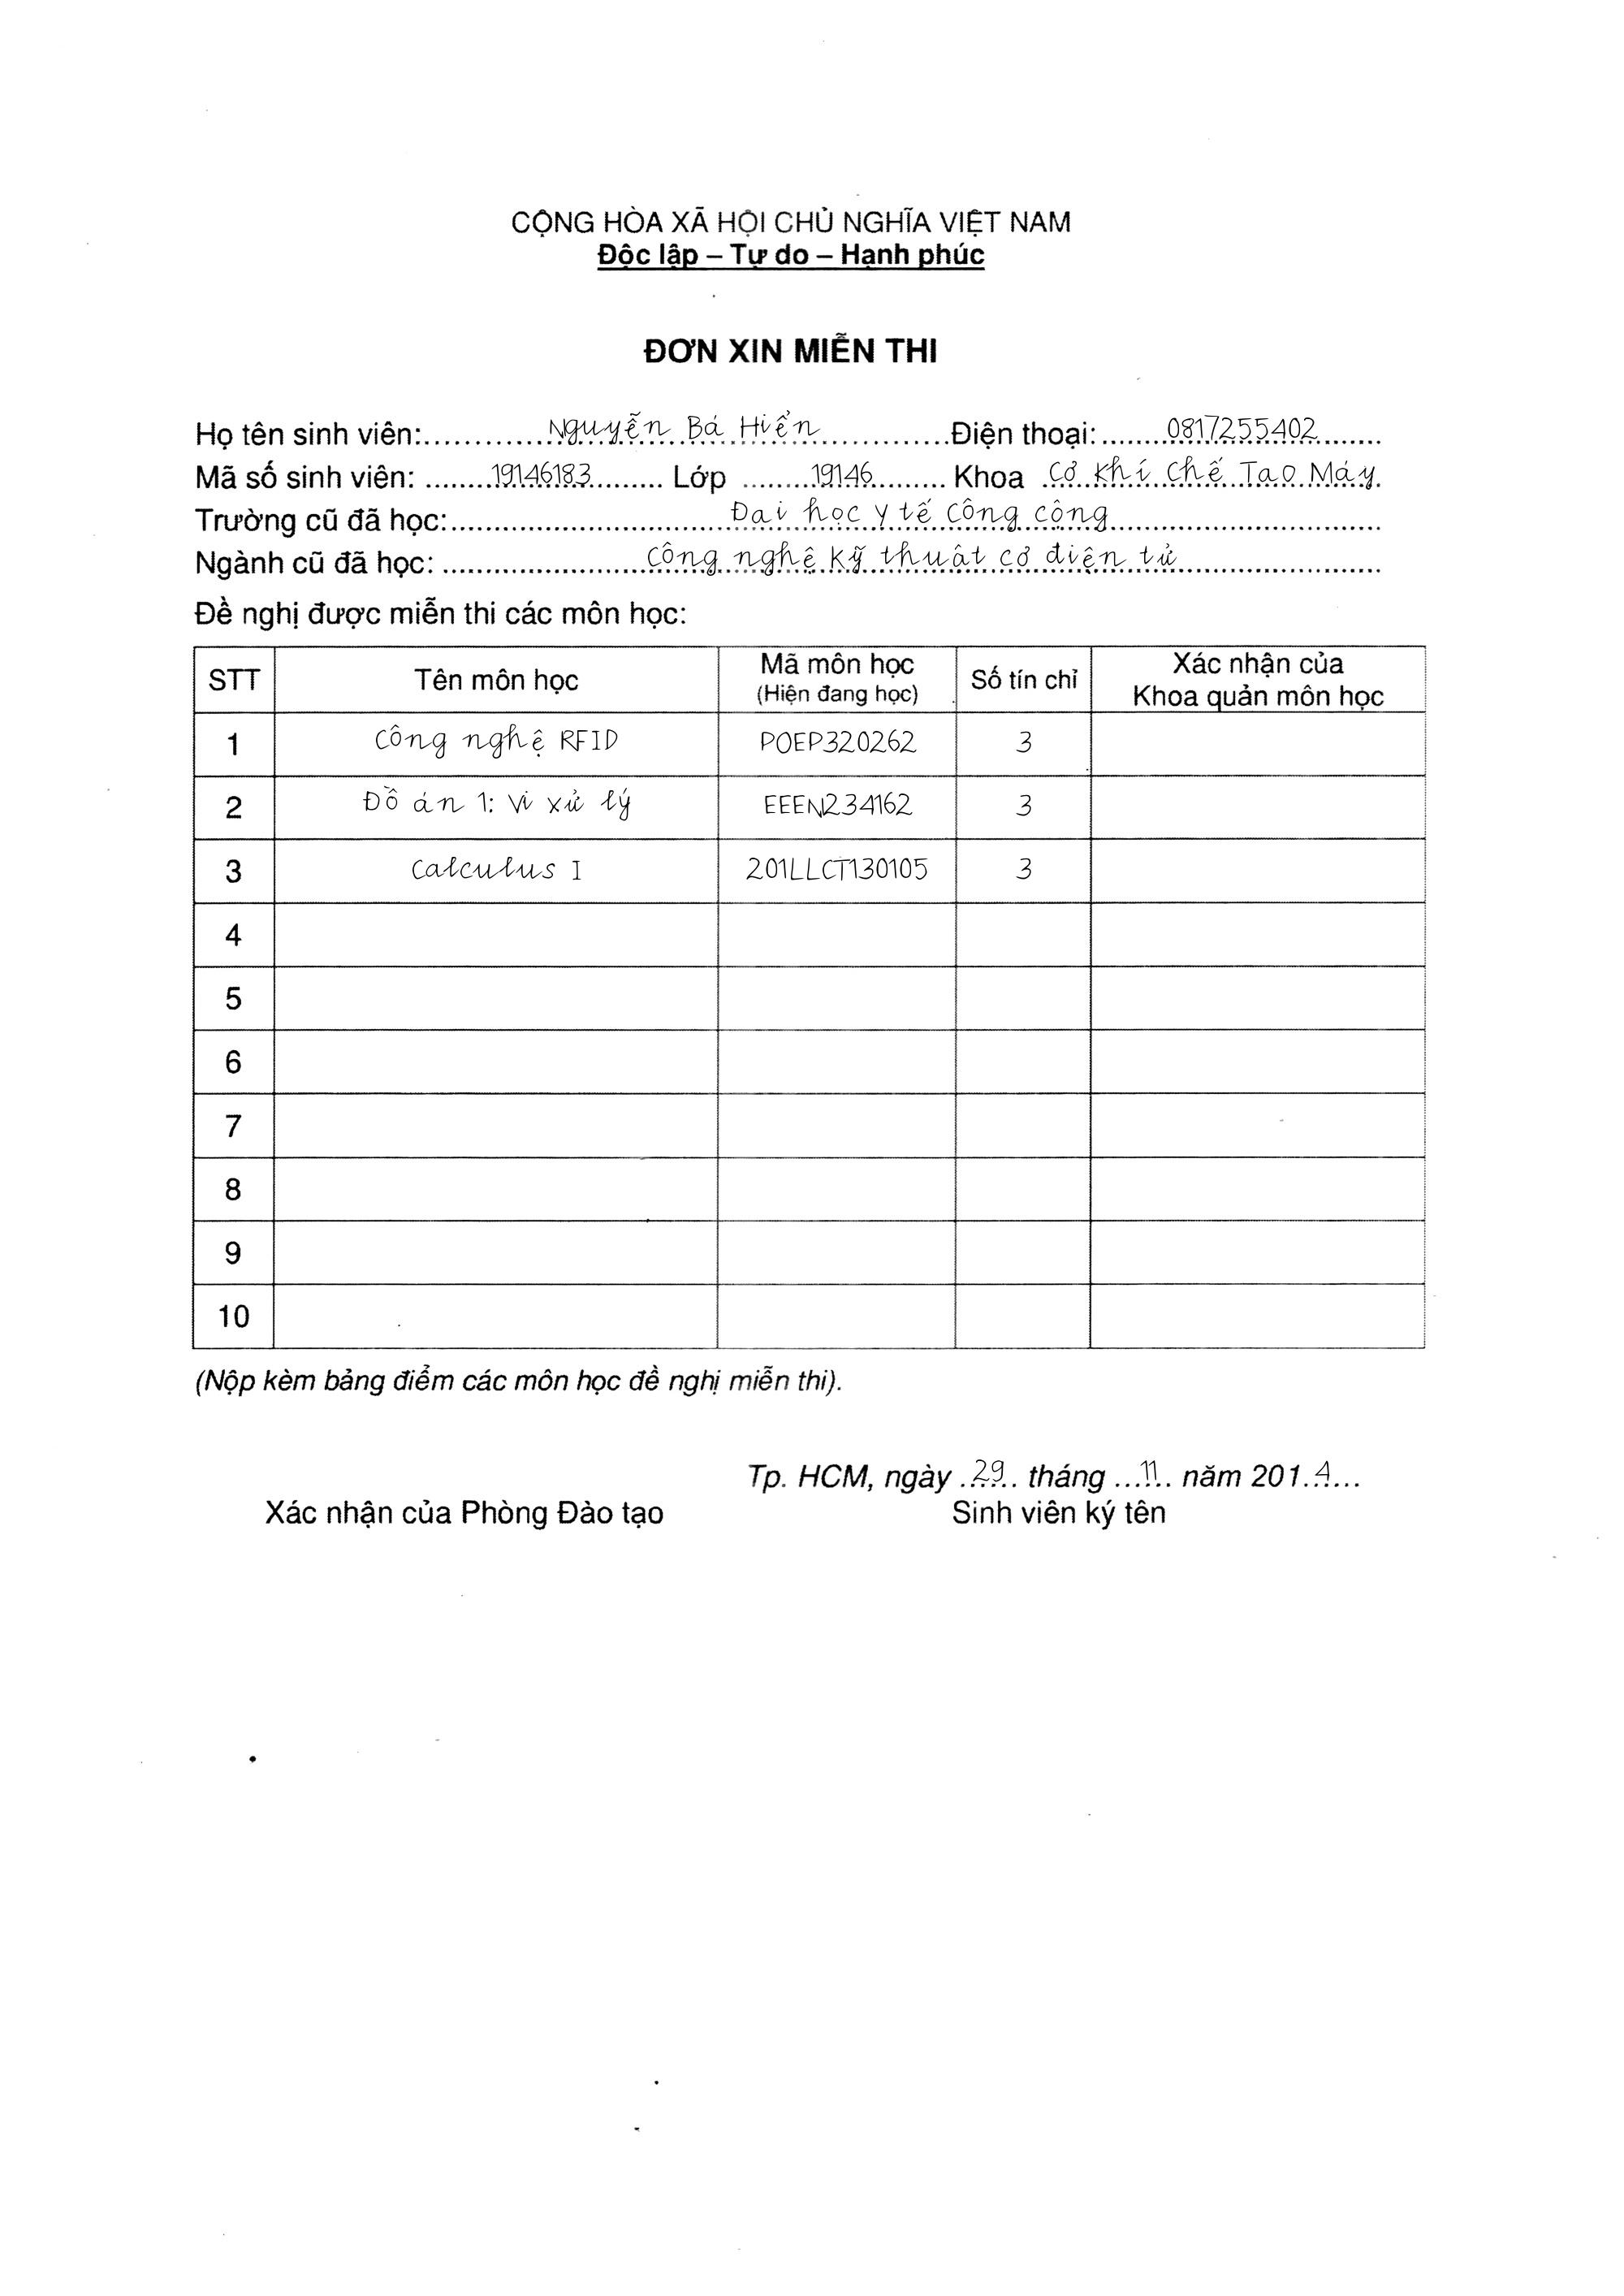 CỘNG HÒA XÃ HỘI CHỦ NGHĨA VIỆT NAM
Độc lập – Tự do – Hạnh phúc
ĐƠN XIN MIỄN THI
Họ tên sinh viên: Nguyễn Bá Hiển Điện thoại: 0817255402
Mã số sinh viên: 19146183 Lớp 19146 Khoa Cơ Khí Chế Tạo Máy
Trường cũ đã học: Đại học y tế công cộng
Ngành cũ đã học: công nghệ kỹ thuật cơ điện tử
Đề nghị được miễn thi các môn học:
STT Tên môn học Mã môn học (Hiện đang học) Số tín chỉ Xác nhận của Khoa quản môn học
1 công nghệ RFID POEP320262 3
2 Đồ án 1: Vi xử lý EEEN234162 3
3 Calculus I 201LLCT130105 3
4
5
6
7
8
9
10
(Nộp kèm bảng điểm các môn học đề nghị miễn thi).
Tp. HCM, ngày 29 tháng 11 năm 2014
Xác nhận của Phòng Đào tạo Sinh viên ký tên